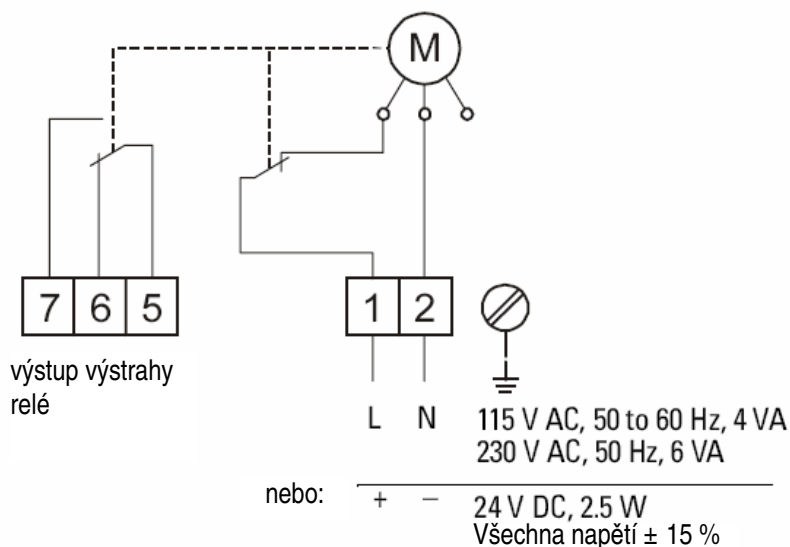 M
7 6 5
1 2
výstup výstrahy
relé
L N
115 V AC, 50 to 60 Hz, 4 VA
230 V AC, 50 Hz, 6 VA
nebo: + − 24 V DC, 2.5 W
Všechna napětí ± 15 %